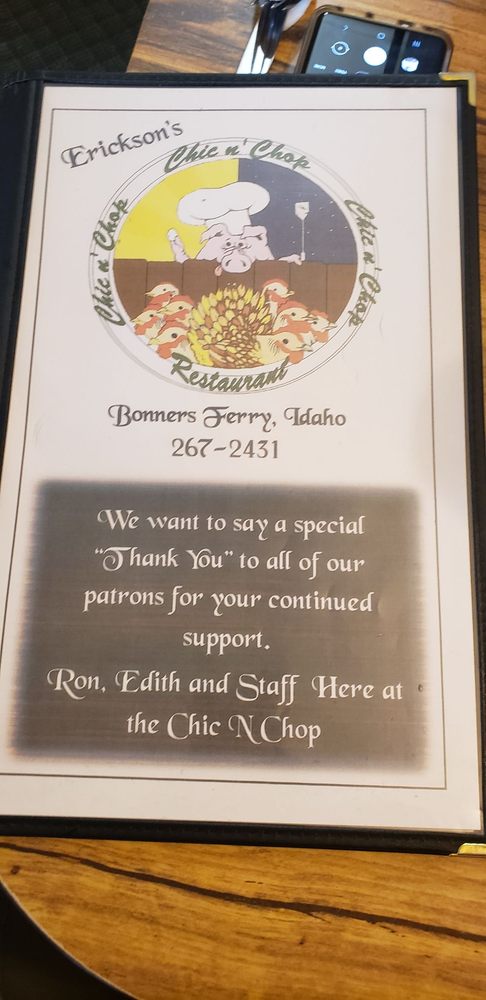 Erickson's
Chic n' Chop
Chic n' Chop
Chic n' Chop
Restaurant
Bonners Ferry, Idaho
267-2431
We want to say a special
"Thank You" to all of our
patrons for your continued
support.
Ron, Edith and Staff Here at
the Chic N Chop